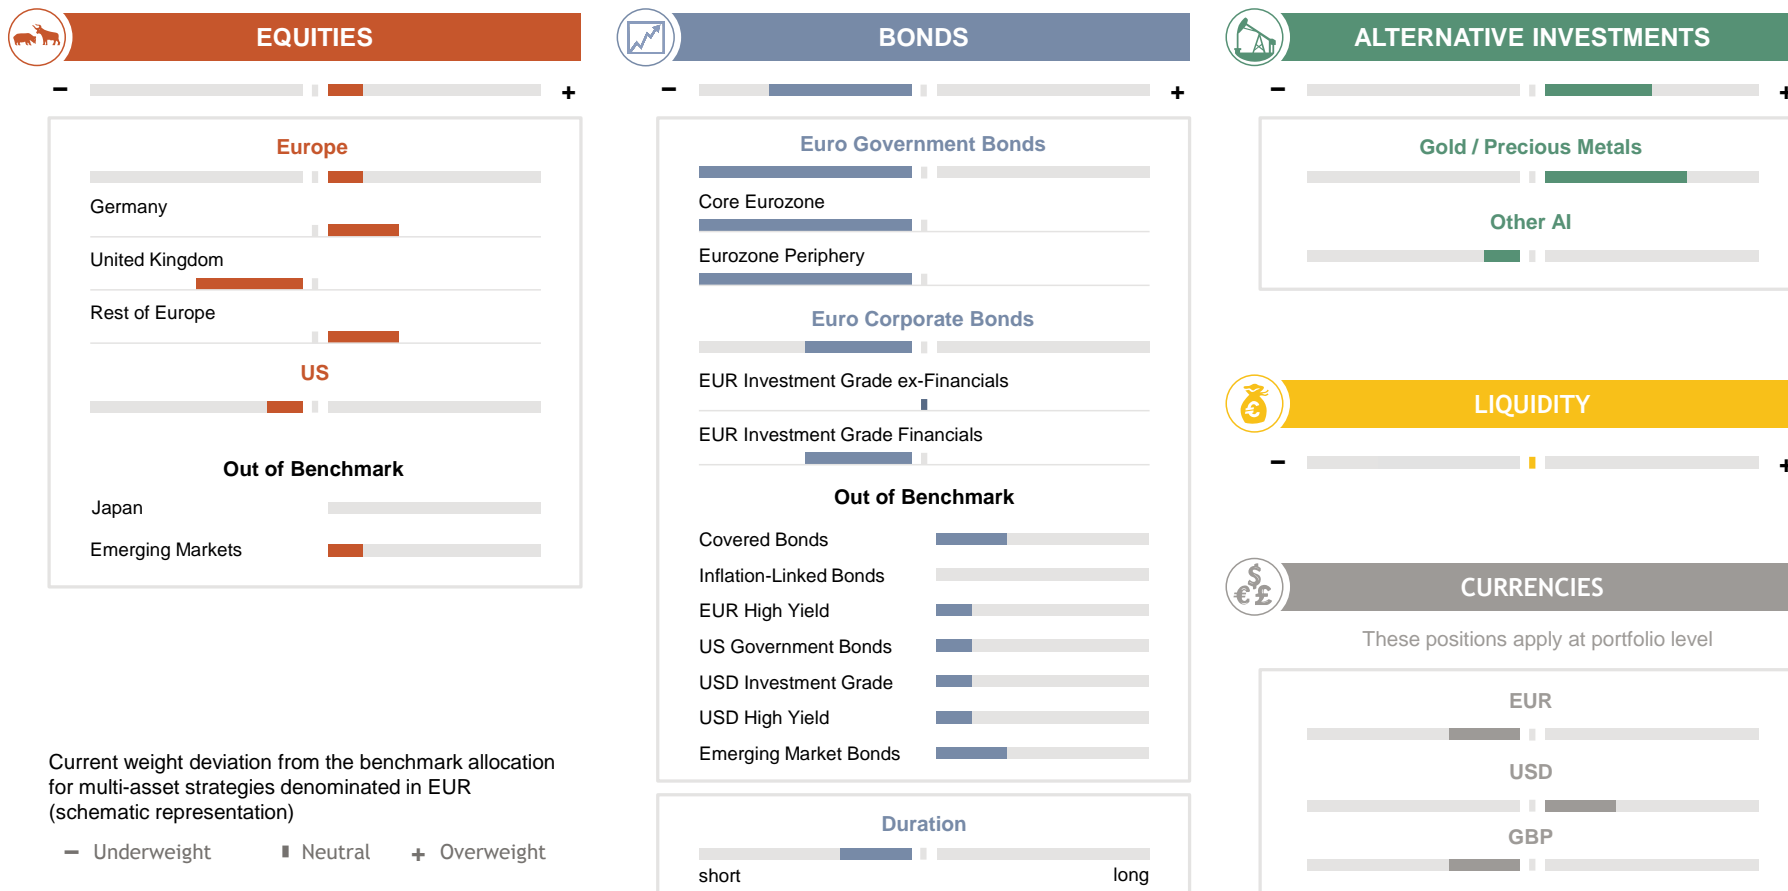 EQUITIES
– +
Europe
Germany
United Kingdom
Rest of Europe
US
Out of Benchmark
Japan
Emerging Markets
Current weight deviation from the benchmark allocation
for multi-asset strategies denominated in EUR
(schematic representation)
– Underweight Neutral + Overweight
BONDS
– +
Euro Government Bonds
Core Eurozone
Eurozone Periphery
Euro Corporate Bonds
EUR Investment Grade ex-Financials
EUR Investment Grade Financials
Out of Benchmark
Covered Bonds
Inflation-Linked Bonds
EUR High Yield
US Government Bonds
USD Investment Grade
USD High Yield
Emerging Market Bonds
Duration
short long
ALTERNATIVE INVESTMENTS
– +
Gold / Precious Metals
Other AI
€
LIQUIDITY
– +
$
€£
CURRENCIES
These positions apply at portfolio level
EUR
USD
GBP